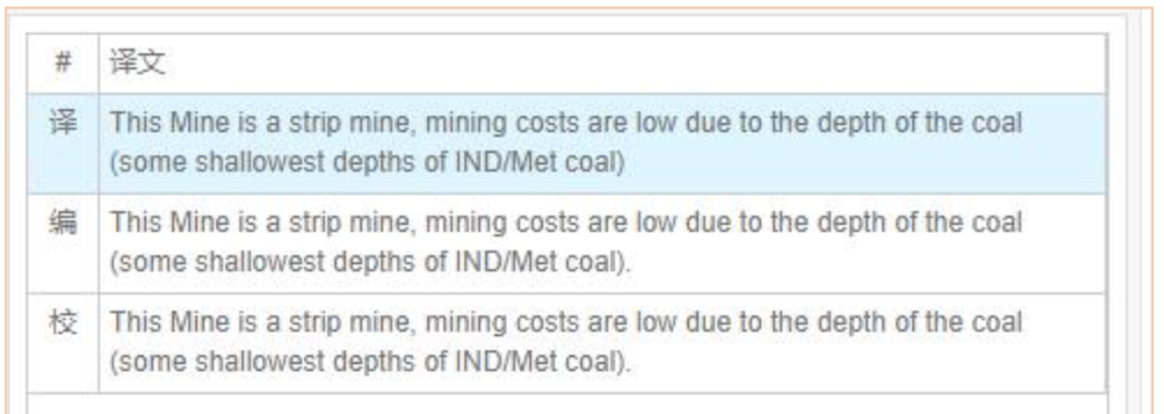 # 译文
译 This Mine is a strip mine, mining costs are low due to the depth of the coal
(some shallowest depths of IND/Met coal)
编 This Mine is a strip mine, mining costs are low due to the depth of the coal
(some shallowest depths of IND/Met coal).
校 This Mine is a strip mine, mining costs are low due to the depth of the coal
(some shallowest depths of IND/Met coal).